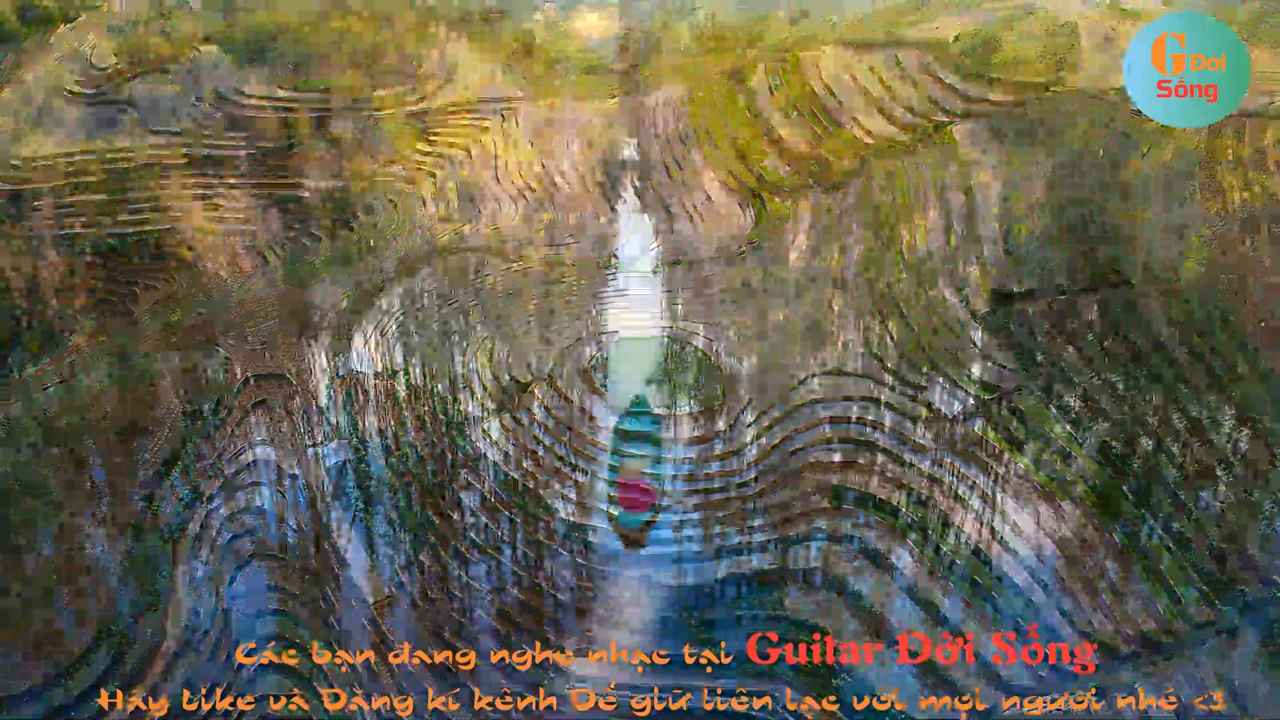 G Đời
Sống
Các bạn đang nghe nhạc tại Guitar Đời Sống
Hãy Like và Đăng kí kênh Để giữ liên lạc với mọi người nhé <3